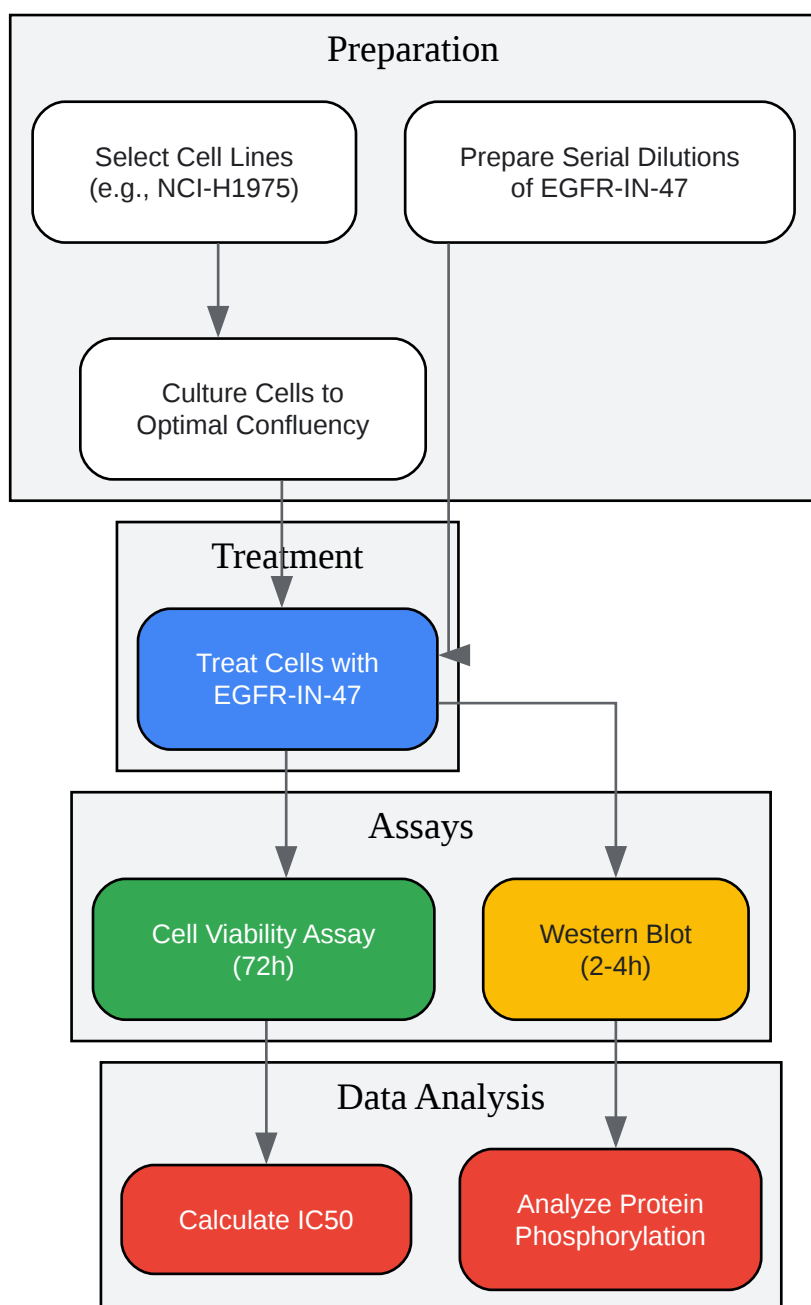 Preparation
Select Cell Lines
(e.g., NCI-H1975)
Prepare Serial Dilutions
of EGFR-IN-47
Culture Cells to
Optimal Confluency
Treatment
Treat Cells with
EGFR-IN-47
Assays
Cell Viability Assay
(72h)
Western Blot
(2-4h)
Data Analysis
Calculate IC50
Analyze Protein
Phosphorylation